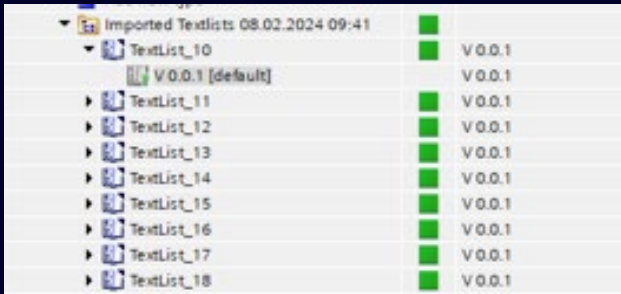 Imported Textlists 08.02.2024 09:41
TextList_10 V 0.0.1
V 0.0.1 [default] V 0.0.1
TextList_11 V 0.0.1
TextList_12 V 0.0.1
TextList_13 V 0.0.1
TextList_14 V 0.0.1
TextList_15 V 0.0.1
TextList_16 V 0.0.1
TextList_17 V 0.0.1
TextList_18 V 0.0.1